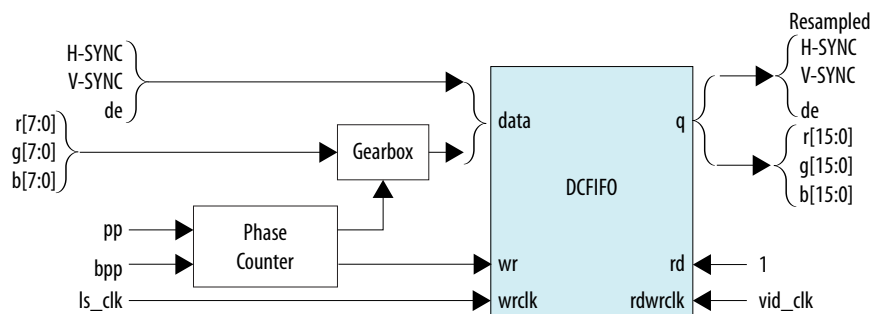 Resampled
H-SYNC
V-SYNC
de
r[7:0]
g[7:0]
b[7:0]
Gearbox
pp
bpp
Phase
Counter
ls_clk
data
q
DCFIFO
wr
rd
wrclk
rdwrclk
H-SYNC
V-SYNC
de
r[15:0]
g[15:0]
b[15:0]
1
vid_clk